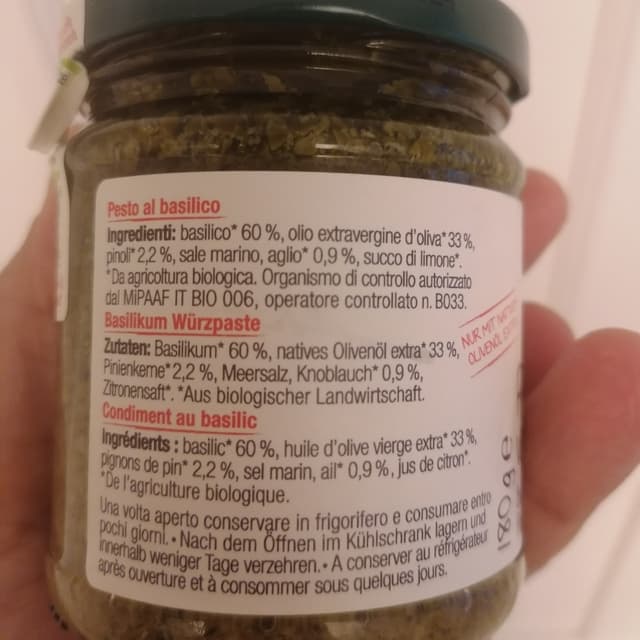 Pesto al basilico
Ingredienti: basilico* 60 %, olio extravergine d'oliva* 33 %,
pinoli* 2,2 %, sale marino, aglio* 0,9 %, succo di limone*.
*Da agricoltura biologica. Organismo di controllo autorizzato
dal MiPAAF IT BIO 006, operatore controllato n. B033.
Basilikum Würzpaste
Zutaten: Basilikum* 60 %, natives Olivenöl extra* 33 %,
Pinienkerne* 2,2 %, Meersalz, Knoblauch* 0,9 %,
Zitronensaft*. *Aus biologischer Landwirtschaft.
NUR MIT
OLIVENÖL
Condiment au basilic
Ingrédients : basilic* 60 %, huile d'olive vierge extra* 33 %,
pignons de pin* 2,2 %, sel marin, ail* 0,9 %, jus de citron*.
*De l'agriculture biologique.
Una volta aperto conservare in frigorifero e consumare entro
pochi giorni. • Nach dem Öffnen im Kühlschrank lagern und
innerhalb weniger Tage verzehren. • A conserver au réfrigérateur
après ouverture et à consommer sous quelques jours.
180 g e